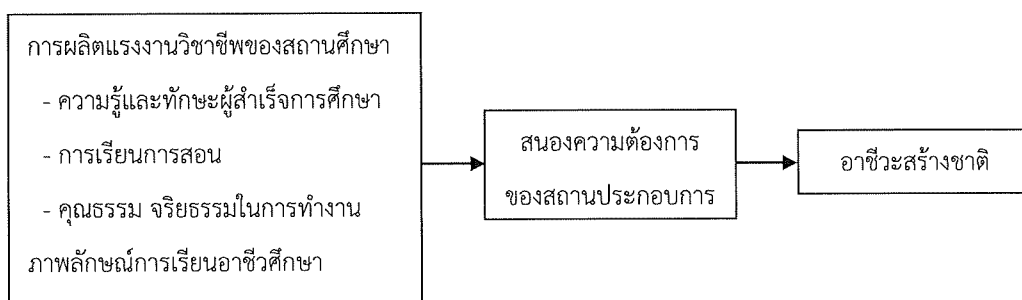 การผลิตแรงงานวิชาชีพของสถานศึกษา
- ความรู้และทักษะผู้สำเร็จการศึกษา
- การเรียนการสอน
- คุณธรรม จริยธรรมในการทำงาน
ภาพลักษณ์การเรียนอาชีวศึกษา
สนองความต้องการ
ของสถานประกอบการ
อาชีวะสร้างชาติ